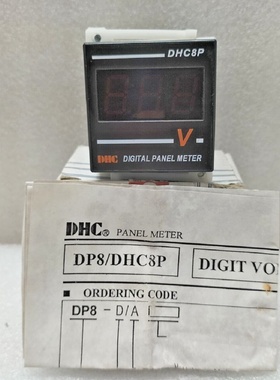 DHC8P
V
DHC DIGITAL PANEL METER
DHC® PANEL METER
DP8/DHC8P DIGIT VO
■ ORDERING CODE
DP8 - D/A